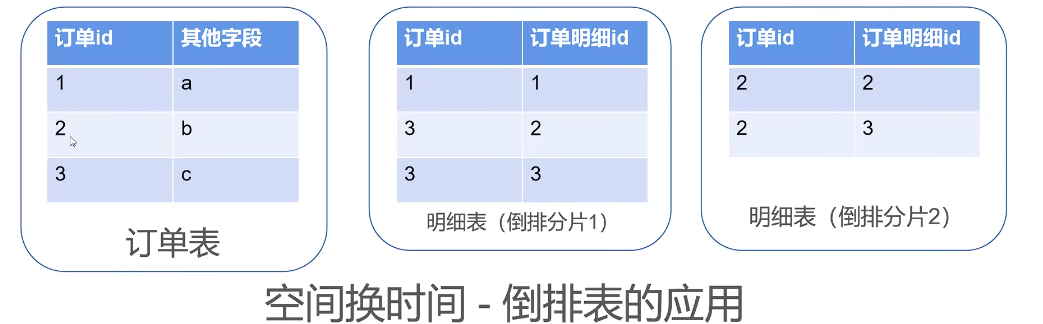 订单id 其他字段
1 a
2 b
3 c
订单表
订单id 订单明细id
1 1
3 2
3 3
明细表（倒排分片1）
订单id 订单明细id
2 2
2 3
明细表（倒排分片2）
空间换时间 - 倒排表的应用